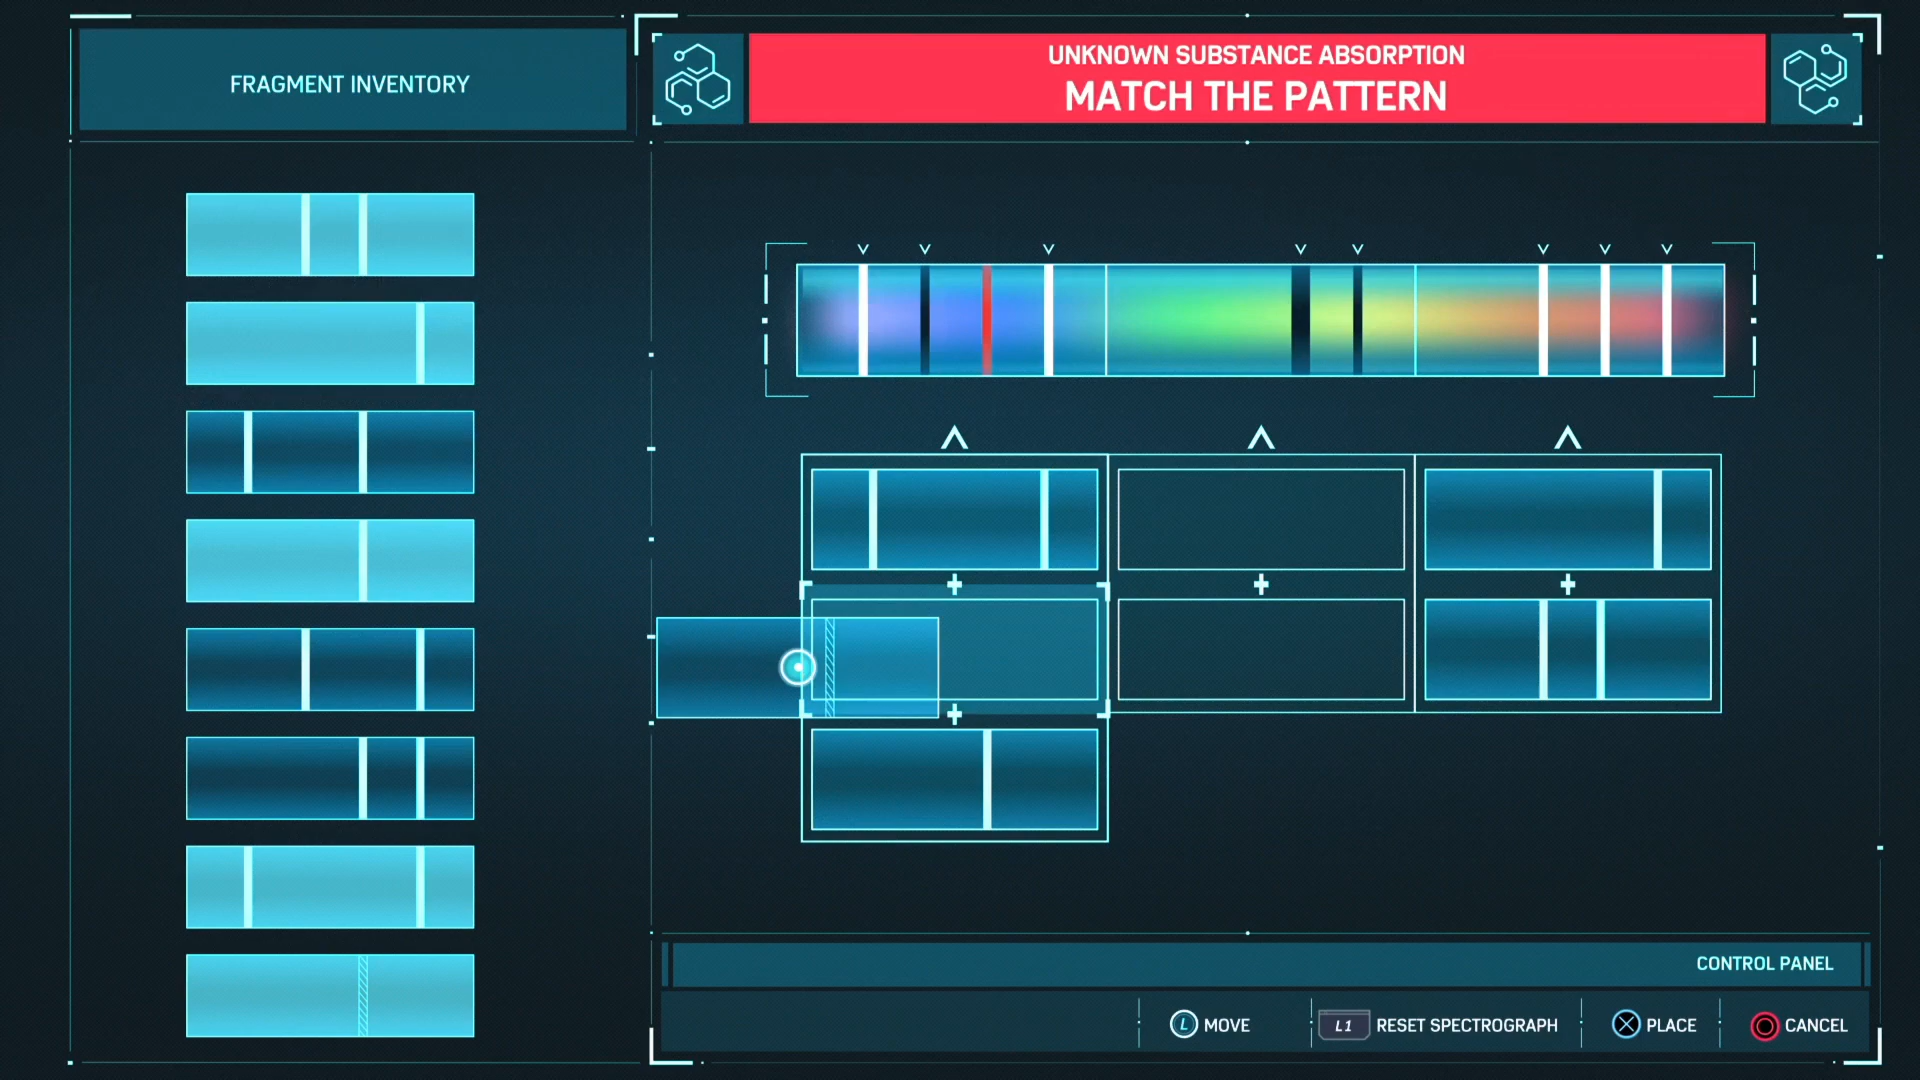 FRAGMENT INVENTORY
UNKNOWN SUBSTANCE ABSORPTION
MATCH THE PATTERN
CONTROL PANEL
L MOVE
L1 RESET SPECTROGRAPH
PLACE
CANCEL